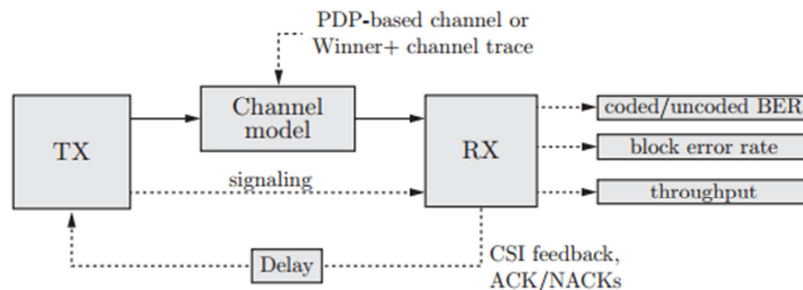 PDP-based channel or
Winner+ channel trace
TX
Channel
model
RX
coded/uncoded BER
block error rate
throughput
signaling
Delay
CSI feedback,
ACK/NACKs